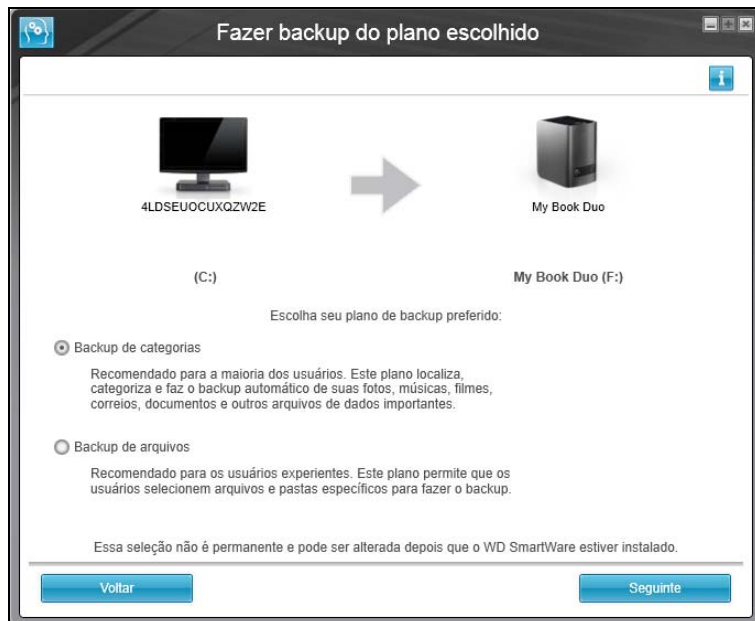 Fazer backup do plano escolhido
4LDSEUOCUXQZW2E
My Book Duo
(C:)
My Book Duo (F:)
Escolha seu plano de backup preferido:
Backup de categorias
Recomendado para a maioria dos usuários. Este plano localiza,
categoriza e faz o backup automático de suas fotos, músicas, filmes,
correios, documentos e outros arquivos de dados importantes.
Backup de arquivos
Recomendado para os usuários experientes. Este plano permite que os
usuários selecionem arquivos e pastas específicos para fazer o backup.
Essa seleção não é permanente e pode ser alterada depois que o WD SmartWare estiver instalado.
Voltar
Seguinte